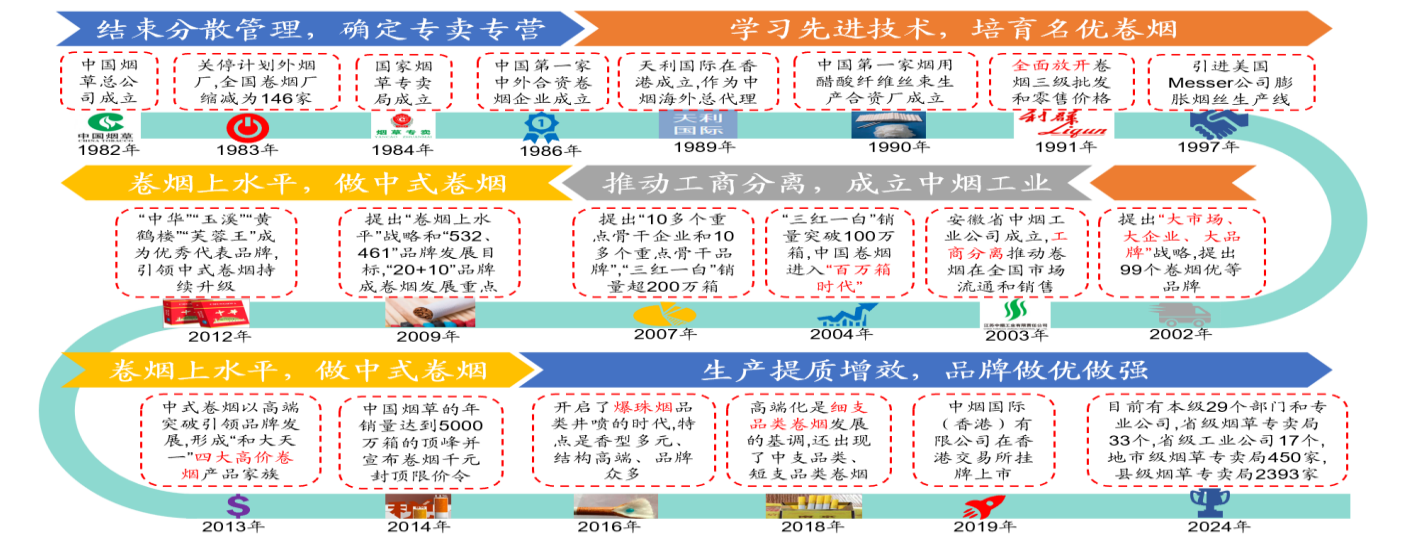 结束分散管理，确定专卖专营
学习先进技术，培育名优卷烟
中国烟
草总公
司成立
关停计划外烟
厂,全国卷烟厂
缩减为146家
国家烟
草专卖
局成立
中国第一家
中外合资卷
烟企业成立
天利国际在香
港成立,作为中
烟海外总代理
中国第一家烟用
醋酸纤维丝束生
产合资厂成立
全面放开卷
烟三级批发
和零售价格
引进美国
Messer公司膨
胀烟丝生产线
中国烟草
CHINA TOBACCO
烟草专卖
天利
国际
利群
Liqun
1982年
1983年
1984年
1986年
1989年
1990年
1991年
1997年
卷烟上水平，做中式卷烟
推动工商分离，成立中烟工业
“中华”“玉溪”“黄
鹤楼”“芙蓉王”成
为优秀代表品牌,
引领中式卷烟持
续升级
提出“卷烟上水
平”战略和“532、
461”品牌发展目
标,“20+10”品牌
成卷烟发展重点
提出“10多个重
点骨干企业和10
多个重点骨干品
牌”,“三红一白”销
量超200万箱
“三红一白”销
量突破100万
箱,中国卷烟
进入“百万箱
时代”
安徽省中烟工
业公司成立,工
商分离推动卷
烟在全国市场
流通和销售
提出“大市场、
大企业、大品
牌”战略,提出
99个卷烟优等
品牌
江苏中烟工业有限责任公司
2012年
2009年
2007年
2004年
2003年
2002年
卷烟上水平，做中式卷烟
生产提质增效，品牌做优做强
中式卷烟以高端
突破引领品牌发
展,形成“和大天
一”四大高价卷
烟产品家族
中国烟草的年
销量达到5000
万箱的顶峰并
宣布卷烟千元
封顶限价令
开启了爆珠烟品
类井喷的时代,特
点是香型多元、
结构高端、品牌
众多
高端化是细支
品类卷烟发展
的基调,还出现
了中支品类、
短支品类卷烟
中烟国际
（香港）有
限公司在香
港交易所挂
牌上市
目前有本级29个部门和专
业公司,省级烟草专卖局
33个,省级工业公司17个,
地市级烟草专卖局450家,
县级烟草专卖局2393家
2013年
2014年
2016年
2018年
2019年
2024年